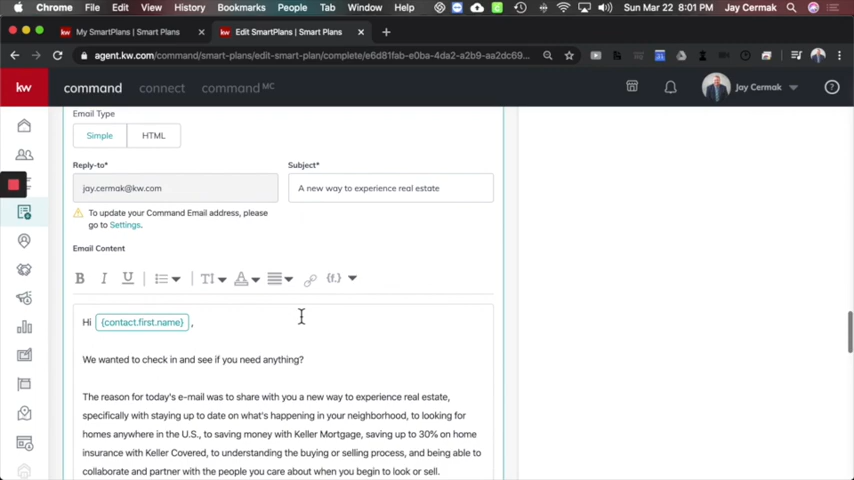 Chrome File Edit View History Bookmarks People Tab Window Help Sun Mar 22 8:01 PM Jay Cermak
My SmartPlans | Smart Plans Edit SmartPlan | Smart Plans
agent.kw.com/command/smart-plans/edit-smart-plan/complete/e6d81fab-e0ba-4da2-a2b9-aa2dc69...
kw command connect command MC Jay Cermak
Email Type
Simple HTML
Reply-to* Subject*
jay.cermak@kw.com A new way to experience real estate
To update your Command Email address, please
go to Settings.
Email Content
B I U T A {f.}
Hi {contact.first.name} ,
We wanted to check in and see if you need anything?
The reason for today's e-mail was to share with you a new way to experience real estate,
specifically with staying up to date on what's happening in your neighborhood, to looking for
homes anywhere in the U.S., to saving money with Keller Mortgage, saving up to 30% on home
insurance with Keller Covered, to understanding the buying or selling process, and being able to
collaborate and partner with the people you care about when you begin to look or sell.